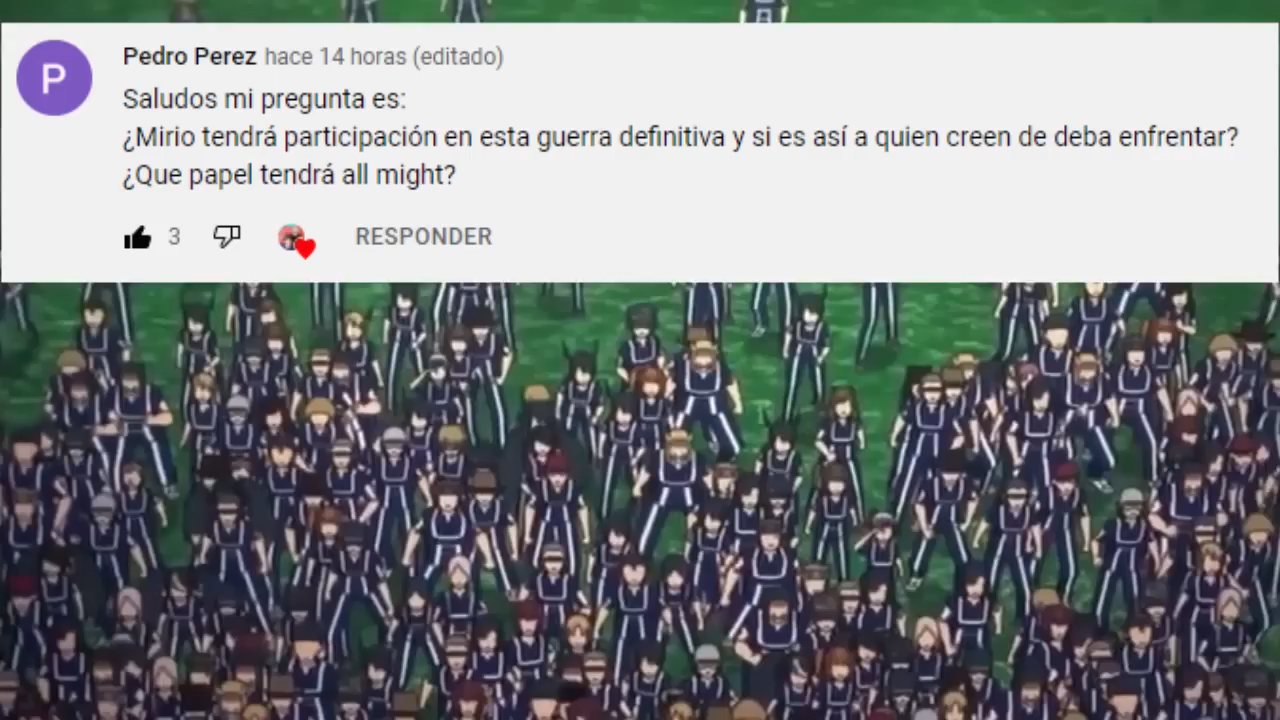 P
Pedro Perez hace 14 horas (editado)
Saludos mi pregunta es:
¿Mirio tendrá participación en esta guerra definitiva y si es así a quien creen de deba enfrentar?
¿Que papel tendrá all might?
3 RESPONDER